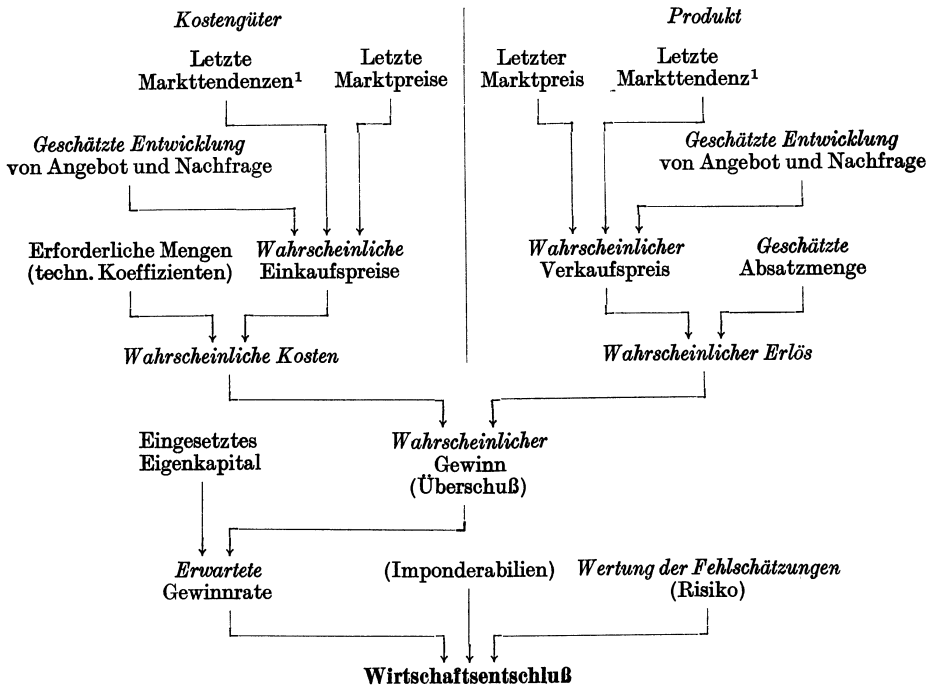 Kostengüter
Produkt
Letzte
Markttendenzen¹
Letzte
Marktpreise
Letzter
Marktpreis
Letzte
Markttendenz¹
Geschätzte Entwicklung
von Angebot und Nachfrage
Geschätzte Entwicklung
von Angebot und Nachfrage
Erforderliche Mengen
(techn. Koeffizienten)
Wahrscheinliche
Einkaufspreise
Wahrscheinlicher
Verkaufspreis
Geschätzte
Absatzmenge
Wahrscheinliche Kosten
Wahrscheinlicher Erlös
Eingesetztes
Eigenkapital
Wahrscheinlicher
Gewinn
(Überschuß)
Erwartete
Gewinnrate
(Imponderabilien)
Wertung der Fehlschätzungen
(Risiko)
Wirtschaftsentschluß